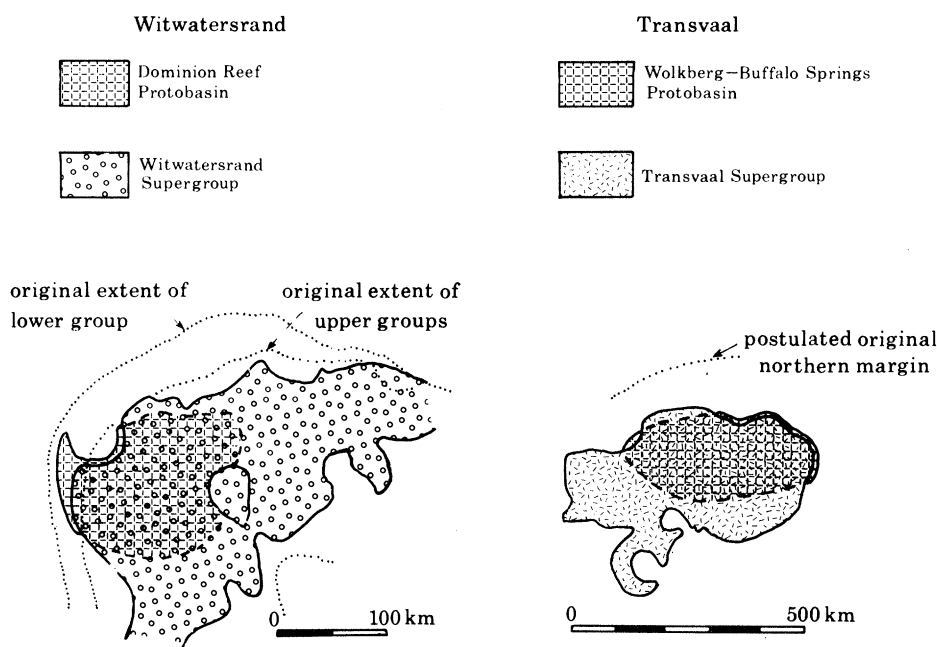 Witwatersrand
Dominion Reef
Protobasin
Witwatersrand
Supergroup
Transvaal
Wolkberg—Buffalo Springs
Protobasin
Transvaal Supergroup
original extent of
lower group
original extent of
upper groups
0 100 km
postulated original
northern margin
0 500 km